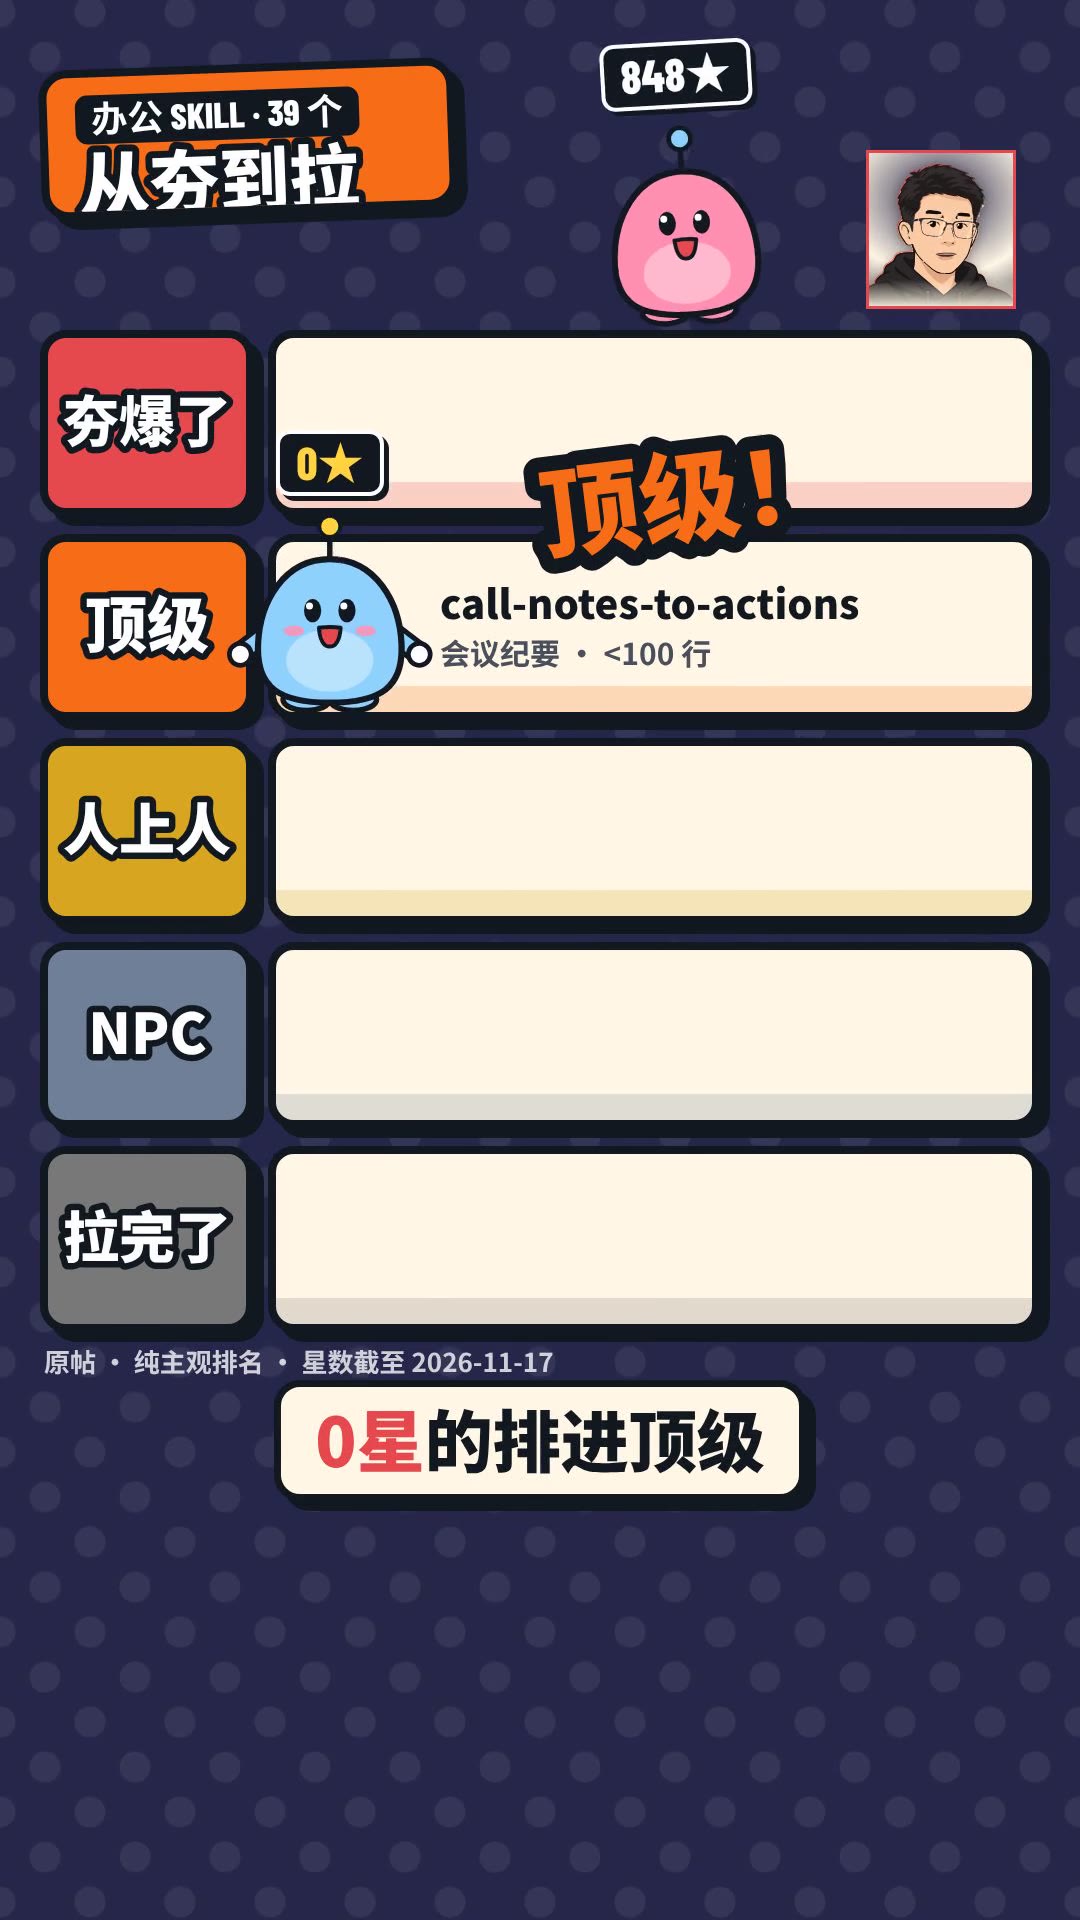 848★
办公 SKILL · 39 个
从夯到拉
夯爆了
0★
顶级！
顶级
call-notes-to-actions
会议纪要 · <100 行
人上人
NPC
拉完了
原帖 · 纯主观排名 · 星数截至 2026-11-17
0星的排进顶级